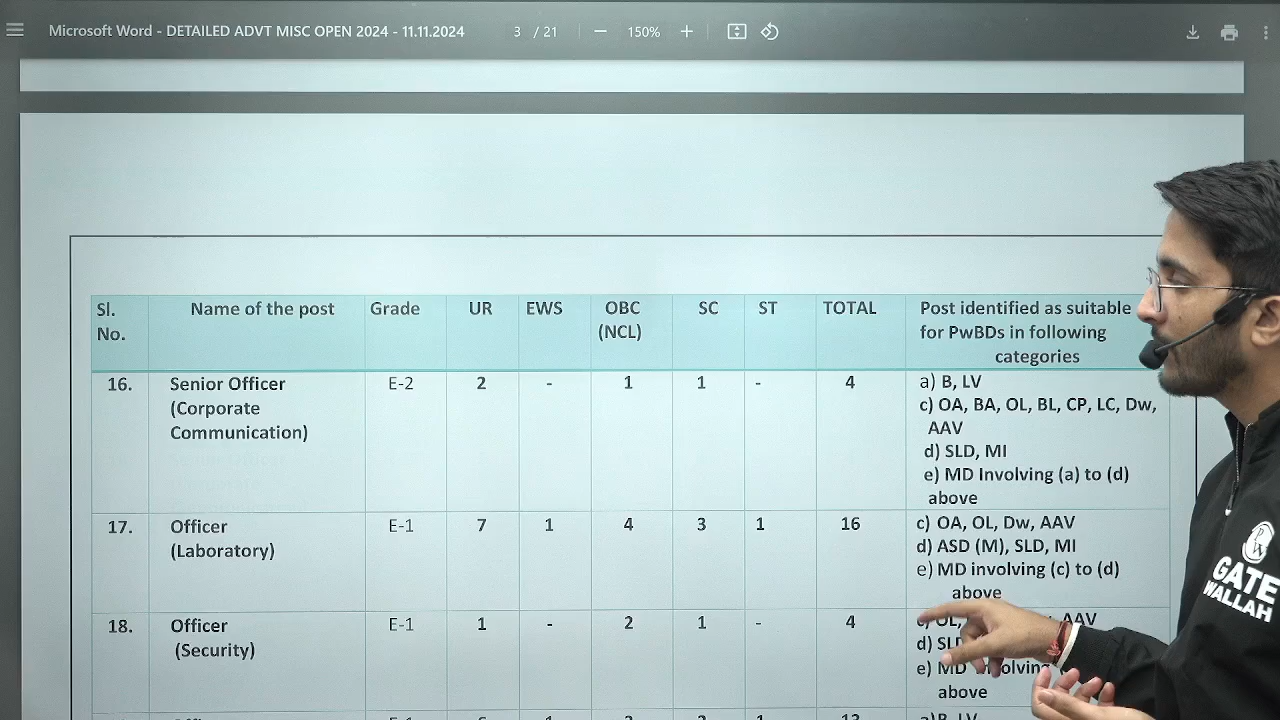 Microsoft Word - DETAILED ADVT MISC OPEN 2024 - 11.11.2024
3 / 21
150%
Sl. No.
Name of the post
Grade
UR
EWS
OBC (NCL)
SC
ST
TOTAL
Post identified as suitable for PwBDs in following categories
16.
Senior Officer
(Corporate
Communication)
E-2
2
-
1
1
-
4
a) B, LV
c) OA, BA, OL, BL, CP, LC, Dw,
AAV
d) SLD, MI
e) MD Involving (a) to (d)
above
17.
Officer
(Laboratory)
E-1
7
1
4
3
1
16
c) OA, OL, Dw, AAV
d) ASD (M), SLD, MI
e) MD involving (c) to (d)
above
18.
Officer
(Security)
E-1
1
-
2
1
-
4
OL, AAV
d)
e) MD
above
a)B, LV
GATE
WALLAH